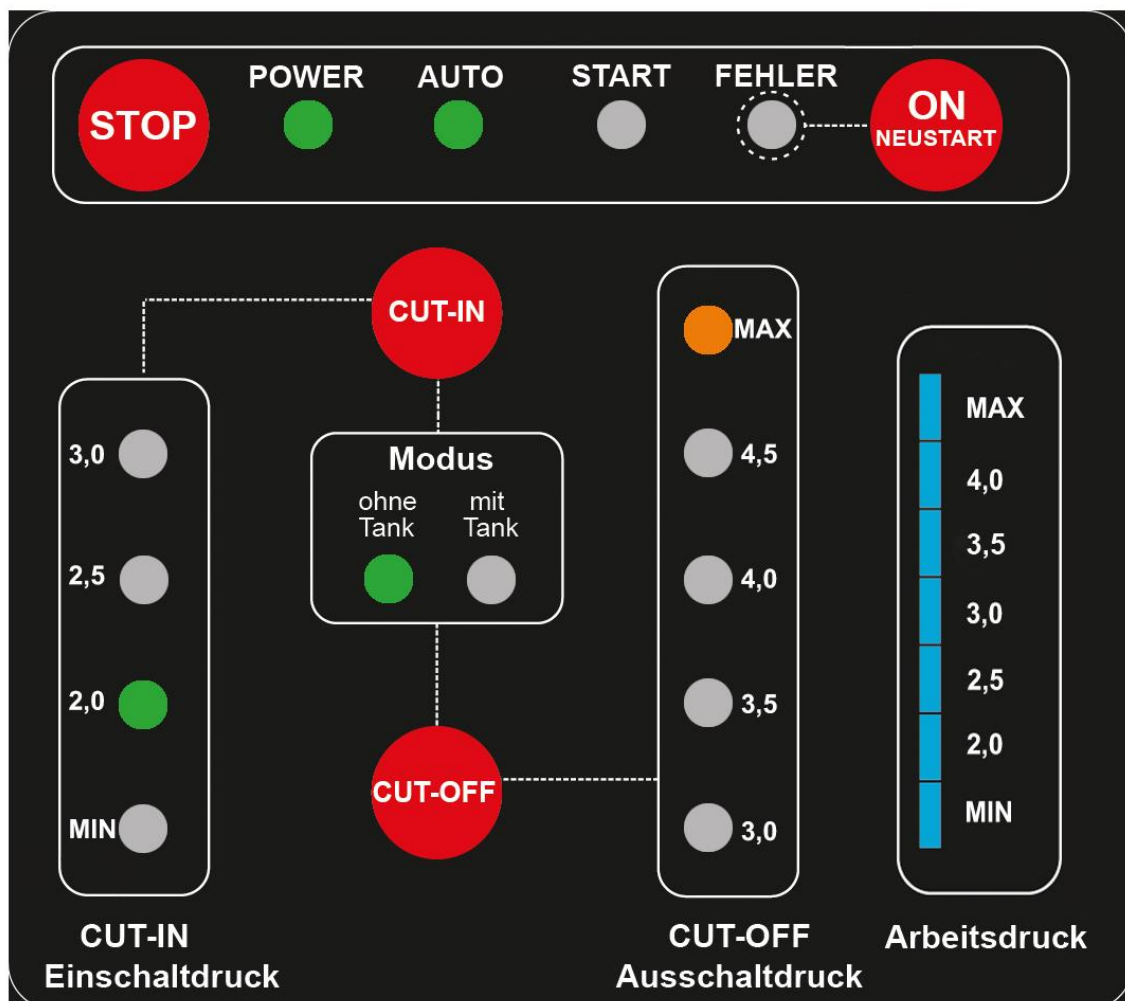 STOP
POWER
AUTO
START
FEHLER
ON
NEUSTART
CUT-IN
3,0
2,5
2,0
MIN
Modus
ohne
Tank
mit
Tank
CUT-OFF
MAX
4,5
4,0
3,5
3,0
MAX
4,0
3,5
3,0
2,5
2,0
MIN
CUT-IN
Einschaltdruck
CUT-OFF
Ausschaltdruck
Arbeitsdruck